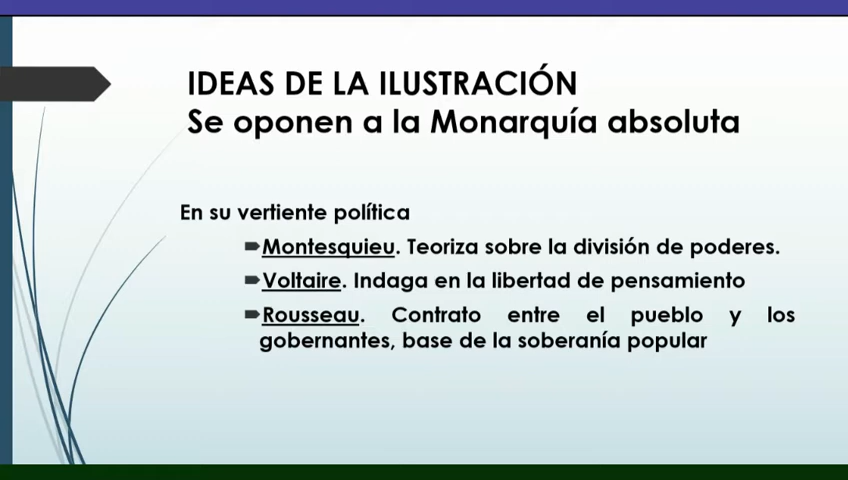 IDEAS DE LA ILUSTRACIÓN
Se oponen a la Monarquía absoluta
En su vertiente política
Montesquieu. Teoriza sobre la división de poderes.
Voltaire. Indaga en la libertad de pensamiento
Rousseau. Contrato entre el pueblo y los
gobernantes, base de la soberanía popular